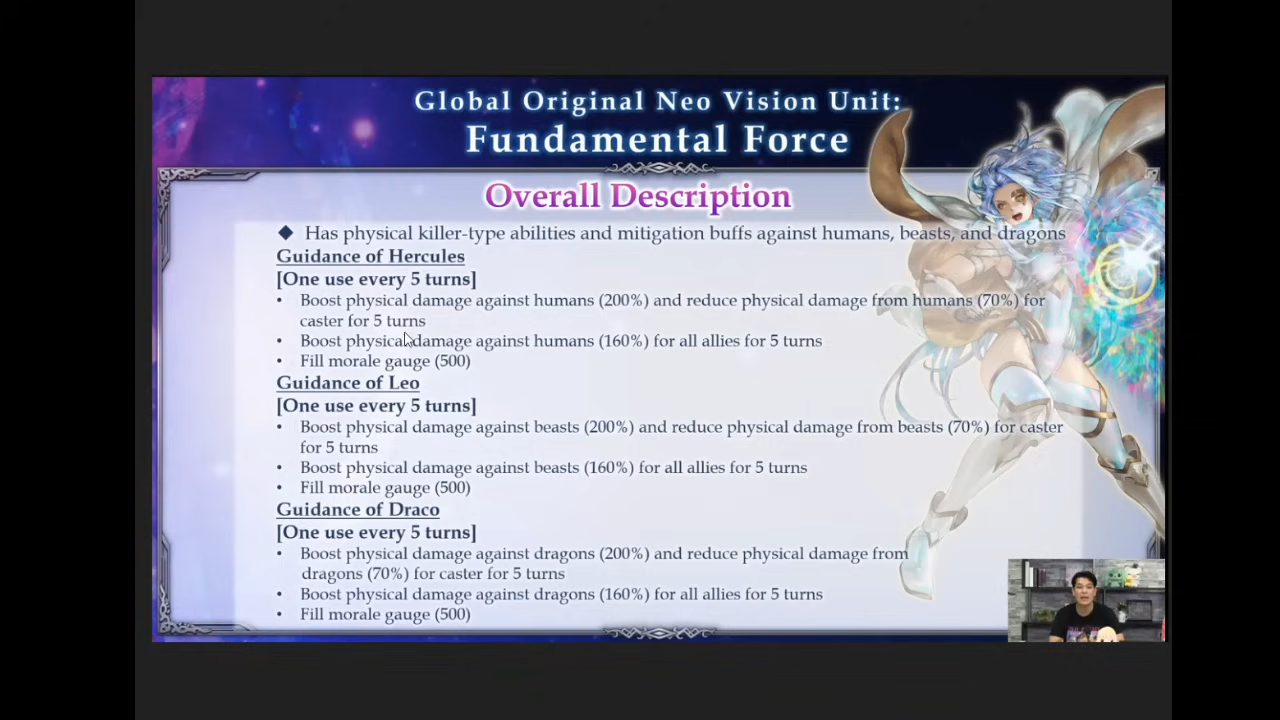 Global Original Neo Vision Unit:
Fundamental Force
Overall Description
◆ Has physical killer-type abilities and mitigation buffs against humans, beasts, and dragons
Guidance of Hercules
[One use every 5 turns]
• Boost physical damage against humans (200%) and reduce physical damage from humans (70%) for
caster for 5 turns
• Boost physical damage against humans (160%) for all allies for 5 turns
• Fill morale gauge (500)
Guidance of Leo
[One use every 5 turns]
• Boost physical damage against beasts (200%) and reduce physical damage from beasts (70%) for caster
for 5 turns
• Boost physical damage against beasts (160%) for all allies for 5 turns
• Fill morale gauge (500)
Guidance of Draco
[One use every 5 turns]
• Boost physical damage against dragons (200%) and reduce physical damage from
dragons (70%) for caster for 5 turns
• Boost physical damage against dragons (160%) for all allies for 5 turns
• Fill morale gauge (500)